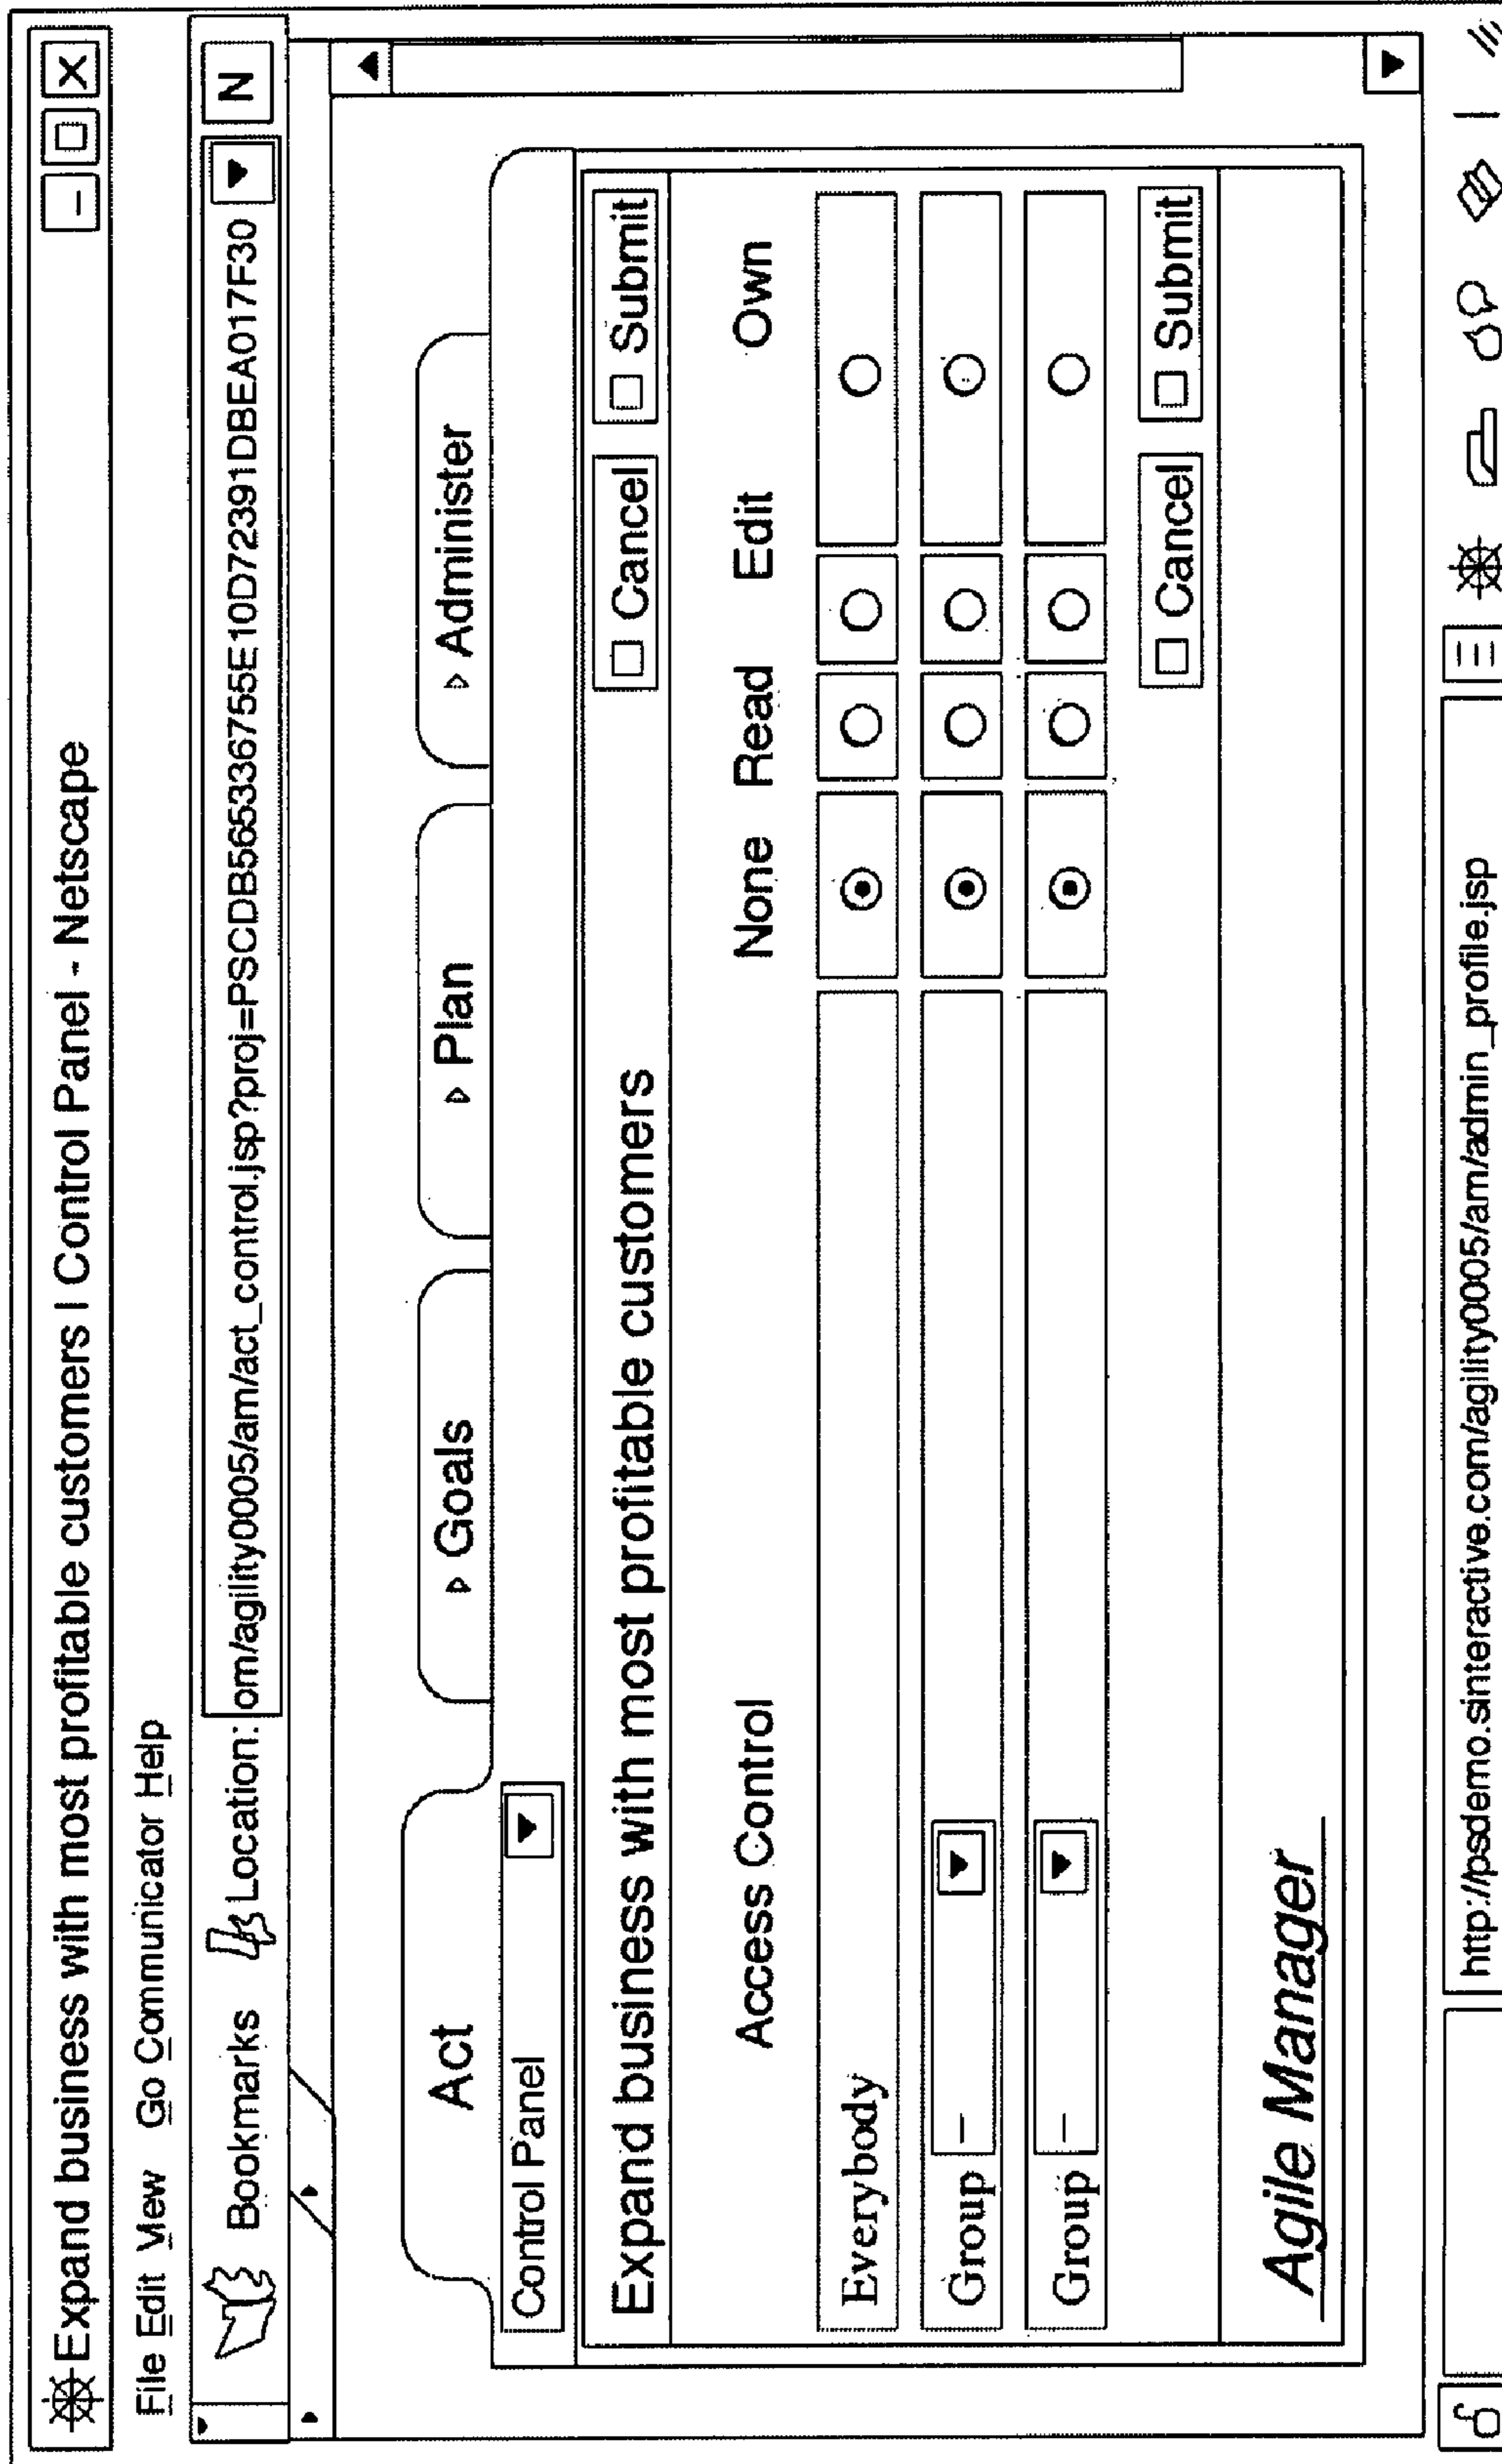 Expand business with most profitable customers | Control Panel - Netscape
File Edit View Go Communicator Help
Bookmarks Location: om/agility0005/am/act_control.jsp?proj=PSCDB565336755E10D72391DBEA017F30 N
Act Goals Plan Administer
Control Panel
Expand business with most profitable customers Cancel Submit
Access Control None Read Edit Own
Everybody
Group –
Group –
Cancel Submit
Agile Manager
http://psdemo.sinteractive.com/agility0005/am/admin_profile.jsp